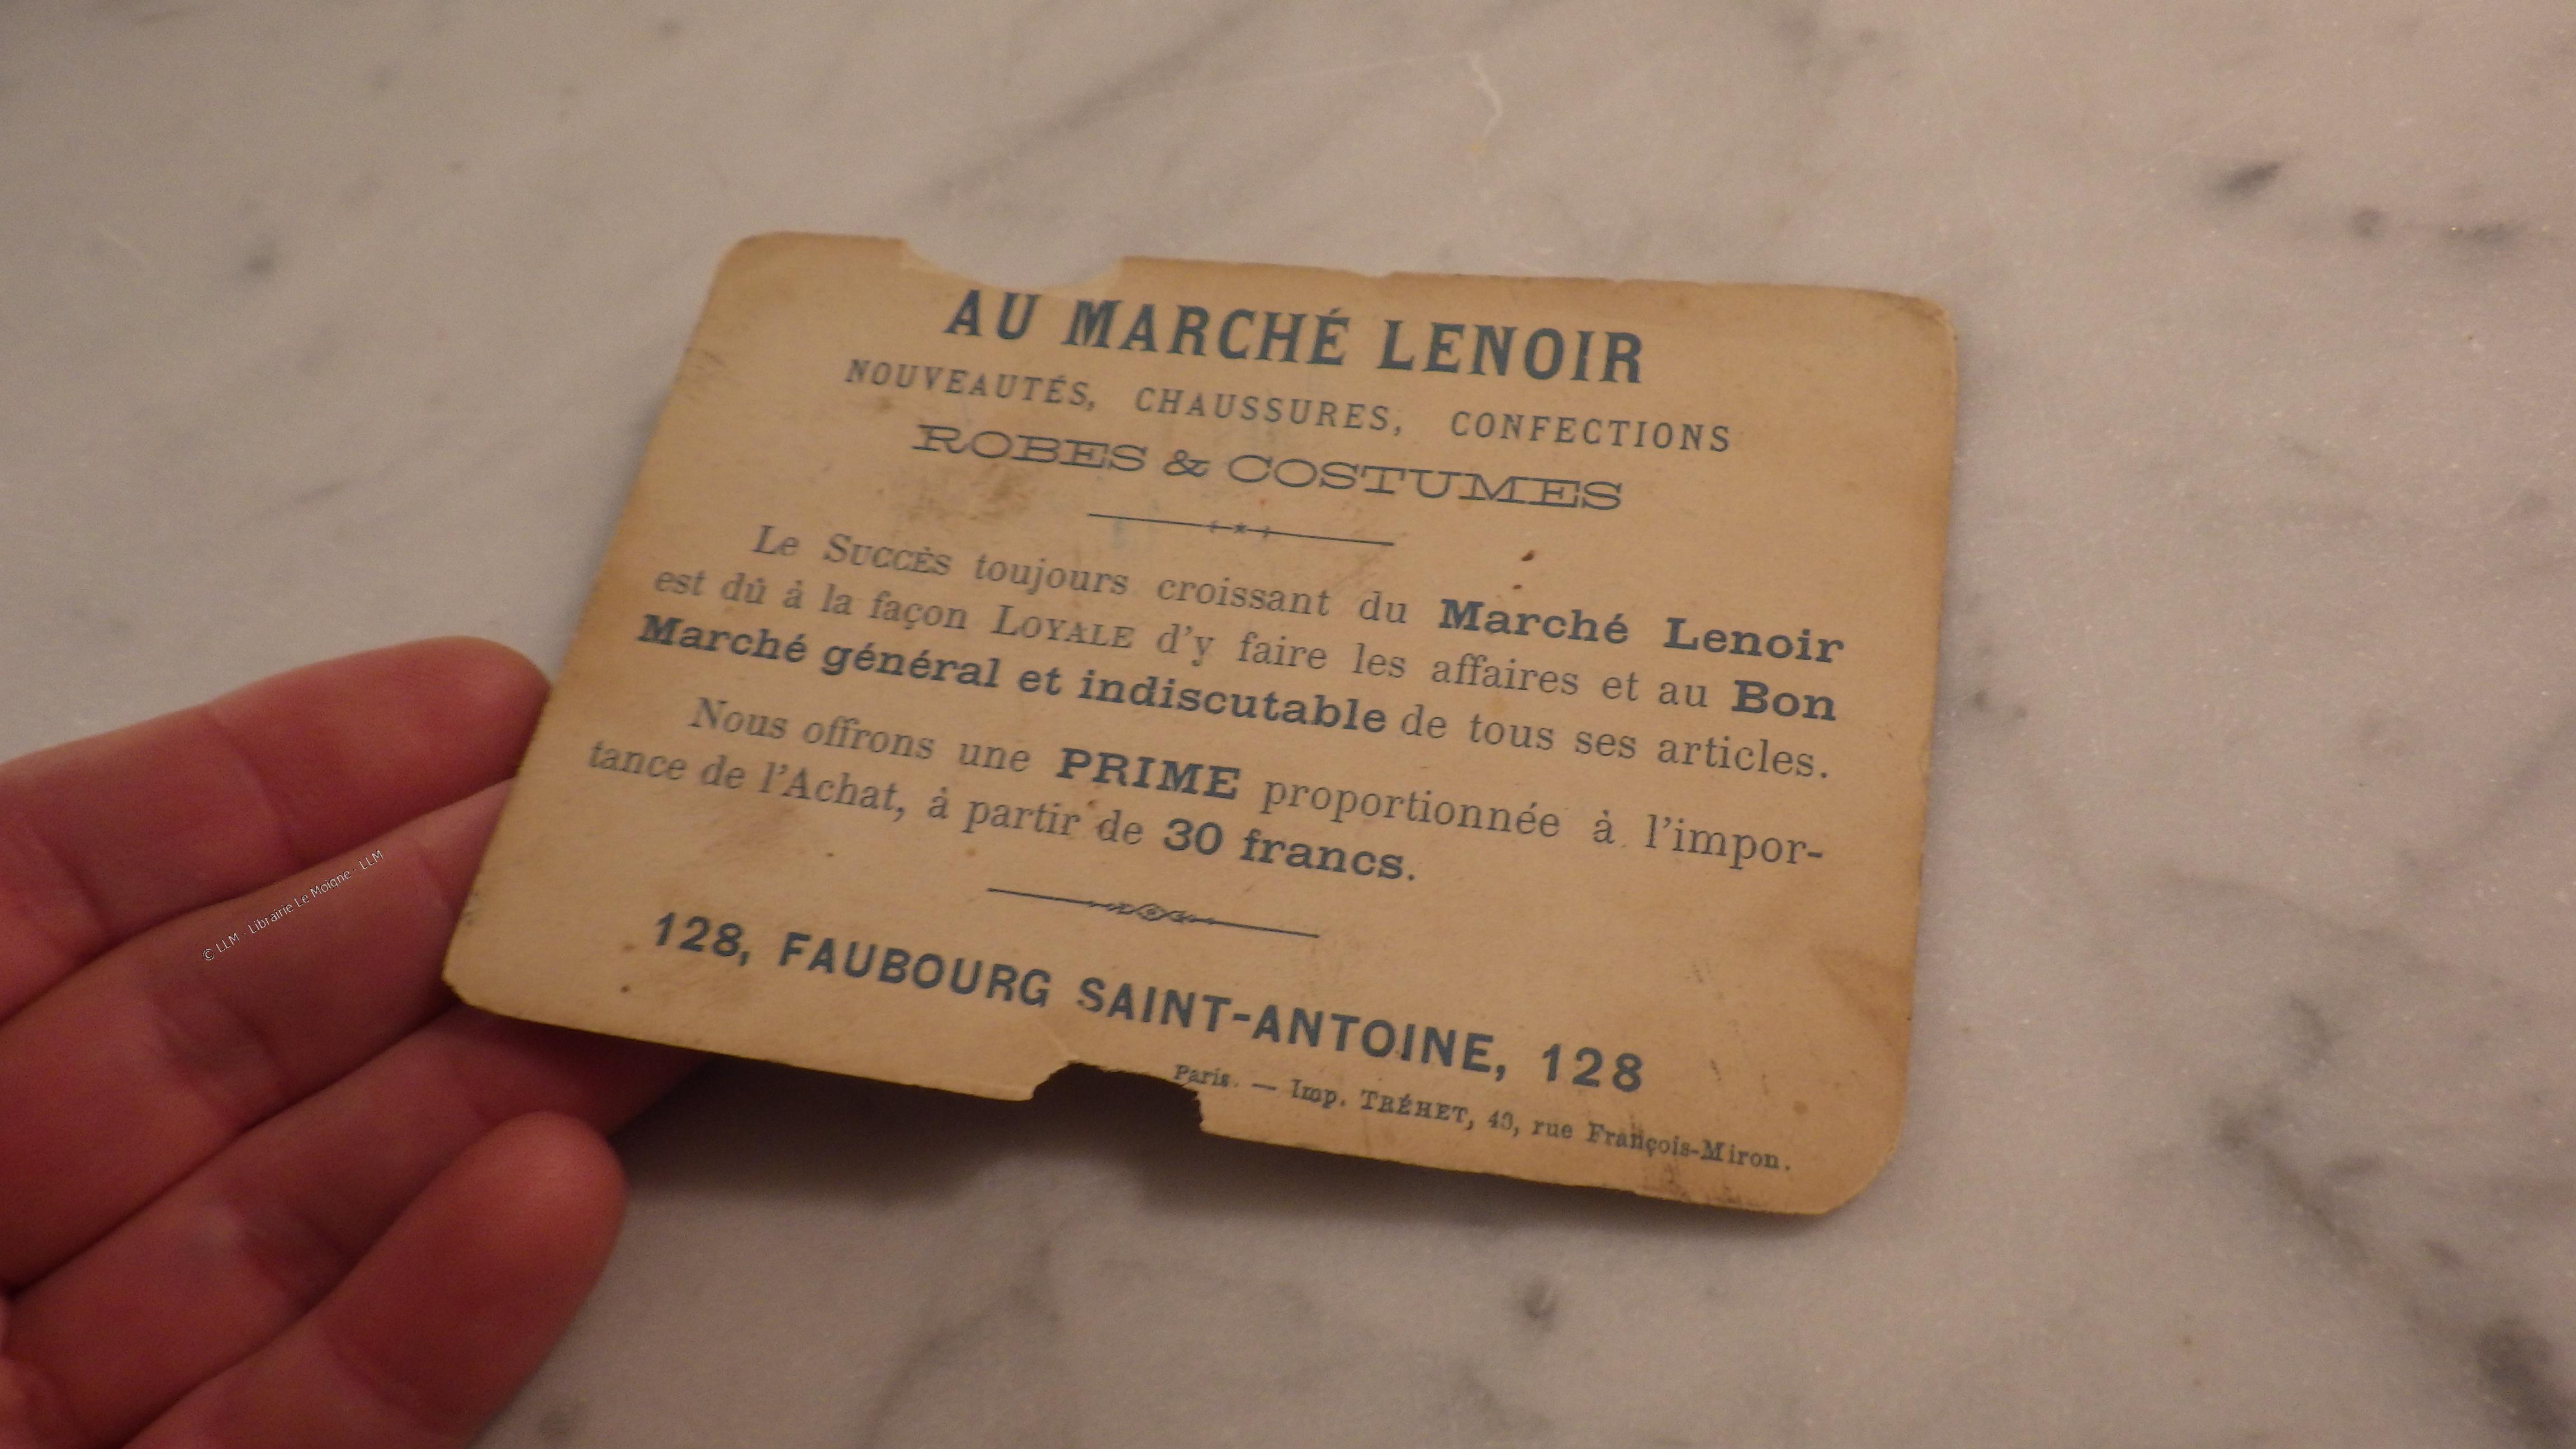 AU MARCHÉ LENOIR
NOUVEAUTÉS, CHAUSSURES, CONFECTIONS
ROBES & COSTUMES
Le SUCCÈS toujours croissant du Marché Lenoir
est dû à la façon LOYALE d'y faire les affaires et au Bon
Marché général et indiscutable de tous ses articles.
Nous offrons une PRIME proportionnée à l'impor-
tance de l'Achat, à partir de 30 francs.
128, FAUBOURG SAINT-ANTOINE, 128
Paris. — Imp. TRÉHET, 43, rue François-Miron.
© LLM - Librairie Le Moigne - LLM